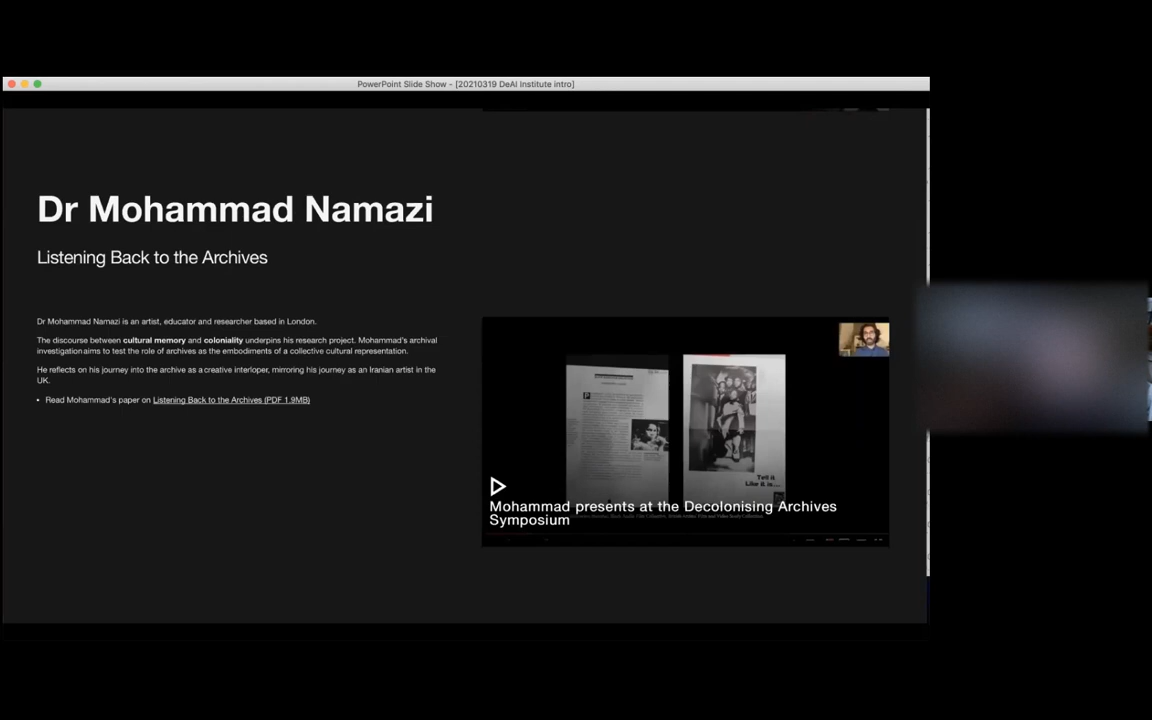 PowerPoint Slide Show - [20210319 DeAI Institute intro]
Dr Mohammad Namazi
Listening Back to the Archives
Dr Mohammad Namazi is an artist, educator and researcher based in London.
The discourse between cultural memory and coloniality underpins his research project. Mohammad's archival
investigation aims to test the role of archives as the embodiments of a collective cultural representation.
He reflects on his journey into the archive as a creative interloper, mirroring his journey as an Iranian artist in the
UK.
• Read Mohammad's paper on Listening Back to the Archives (PDF 1.9MB)
P
Tell it
Like it is....
Mohammad presents at the Decolonising Archives
Symposium